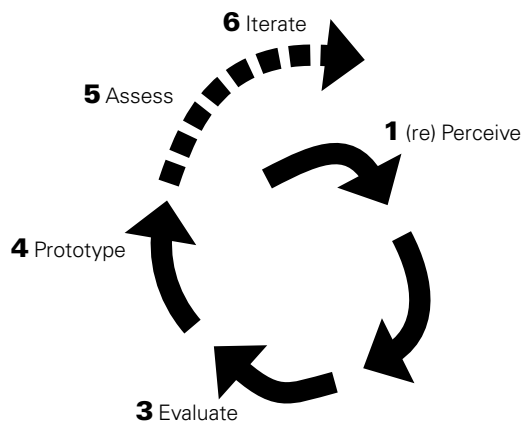 6 Iterate
5 Assess
1 (re) Perceive
4 Prototype
3 Evaluate